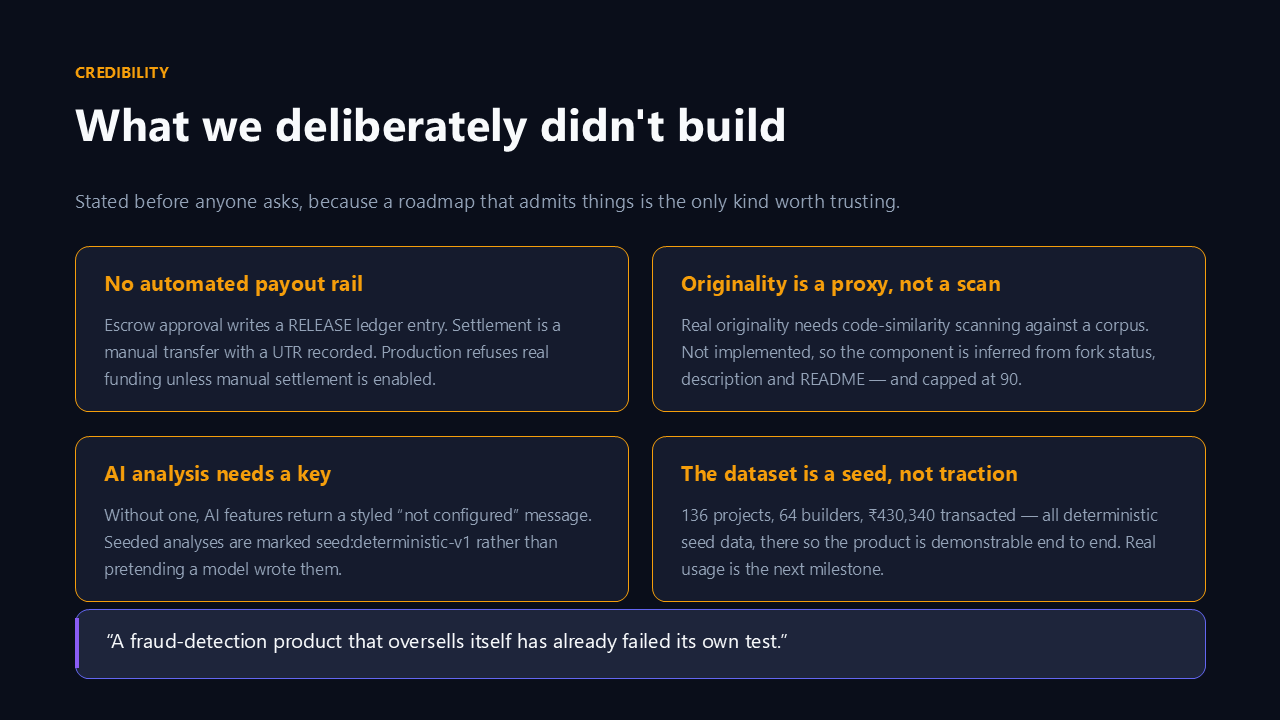 CREDIBILITY
What we deliberately didn't build
Stated before anyone asks, because a roadmap that admits things is the only kind worth trusting.
No automated payout rail
Escrow approval writes a RELEASE ledger entry. Settlement is a
manual transfer with a UTR recorded. Production refuses real
funding unless manual settlement is enabled.
Originality is a proxy, not a scan
Real originality needs code-similarity scanning against a corpus.
Not implemented, so the component is inferred from fork status,
description and README — and capped at 90.
AI analysis needs a key
Without one, AI features return a styled “not configured” message.
Seeded analyses are marked seed:deterministic-v1 rather than
pretending a model wrote them.
The dataset is a seed, not traction
136 projects, 64 builders, ₹430,340 transacted — all deterministic
seed data, there so the product is demonstrable end to end. Real
usage is the next milestone.
“A fraud-detection product that oversells itself has already failed its own test.”